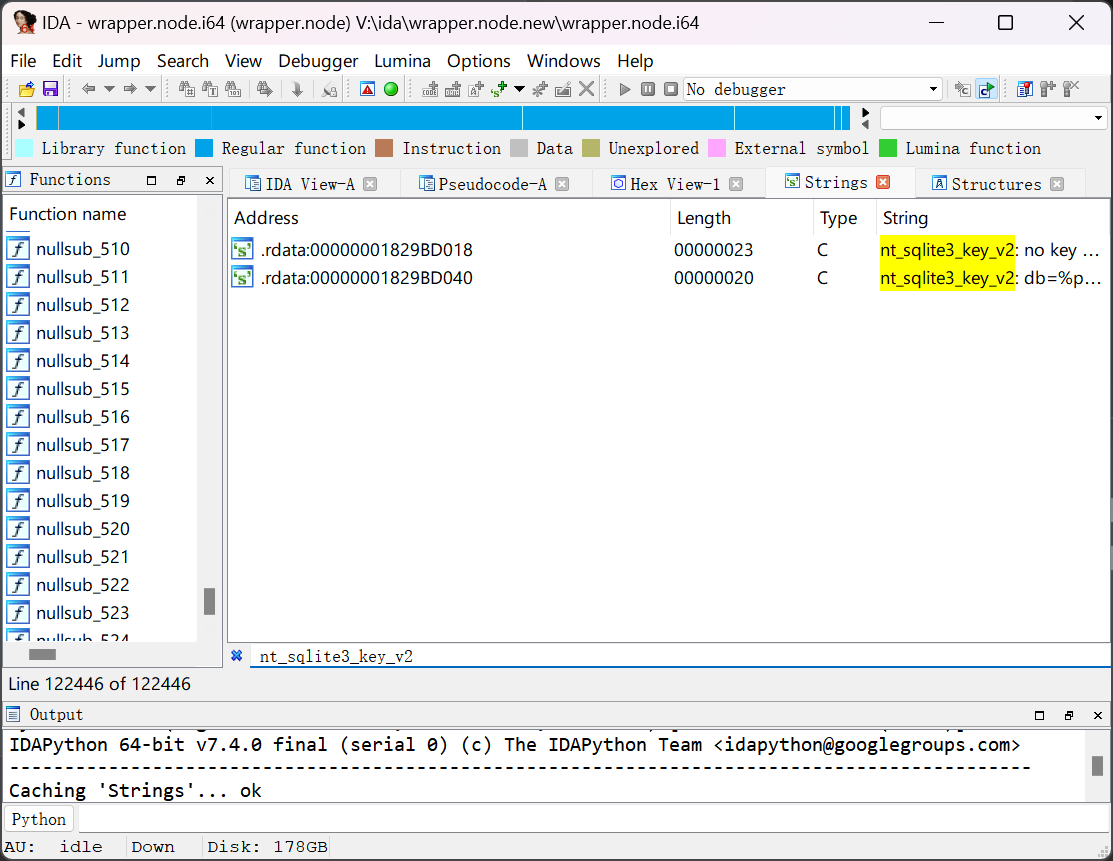 IDA - wrapper.node.i64 (wrapper.node) V:\ida\wrapper.node.new\wrapper.node.i64
File Edit Jump Search View Debugger Lumina Options Windows Help
No debugger
Library function Regular function Instruction Data Unexplored External symbol Lumina function
Functions
IDA View-A Pseudocode-A Hex View-1 Strings Structures
Function name
Address Length Type String
.rdata:00000001829BD018 00000023 C nt_sqlite3_key_v2: no key ...
.rdata:00000001829BD040 00000020 C nt_sqlite3_key_v2: db=%p...
nullsub_510
nullsub_511
nullsub_512
nullsub_513
nullsub_514
nullsub_515
nullsub_516
nullsub_517
nullsub_518
nullsub_519
nullsub_520
nullsub_521
nullsub_522
nullsub_523
nullsub_524
nt_sqlite3_key_v2
Line 122446 of 122446
Output
IDAPython 64-bit v7.4.0 final (serial 0) (c) The IDAPython Team <idapython@googlegroups.com>
Caching 'Strings'... ok
Python
AU: idle Down Disk: 178GB